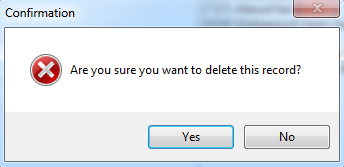 Confirmation
Are you sure you want to delete this record?
Yes
No